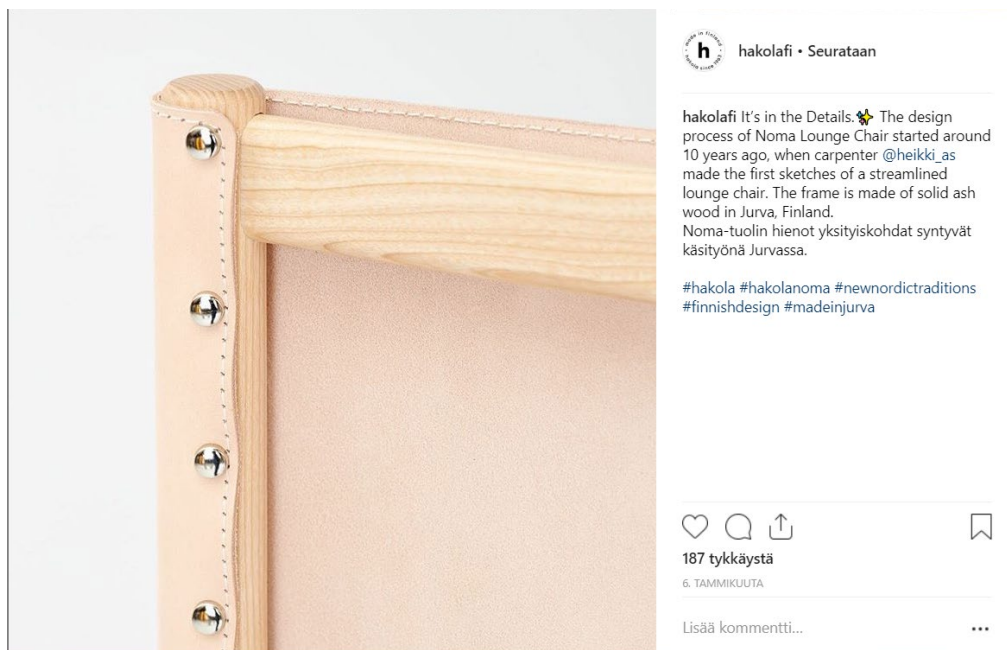 made in finland
h
hakola since 1963
hakolafi • Seurataan
hakolafi It's in the Details.✨ The design
process of Noma Lounge Chair started around
10 years ago, when carpenter @heikki_as
made the first sketches of a streamlined
lounge chair. The frame is made of solid ash
wood in Jurva, Finland.
Noma-tuolin hienot yksityiskohdat syntyvät
käsityönä Jurvassa.
#hakola #hakolanoma #newnordictraditions
#finnishdesign #madeinjurva
187 tykkäystä
6. TAMMIKUUTA
Lisää kommentti...